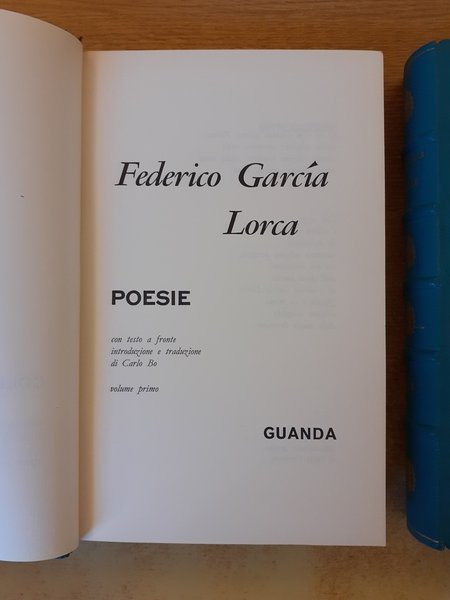 Federico García
Lorca
POESIE
con testo a fronte
introduzione e traduzione
di Carlo Bo
volume primo
GUANDA